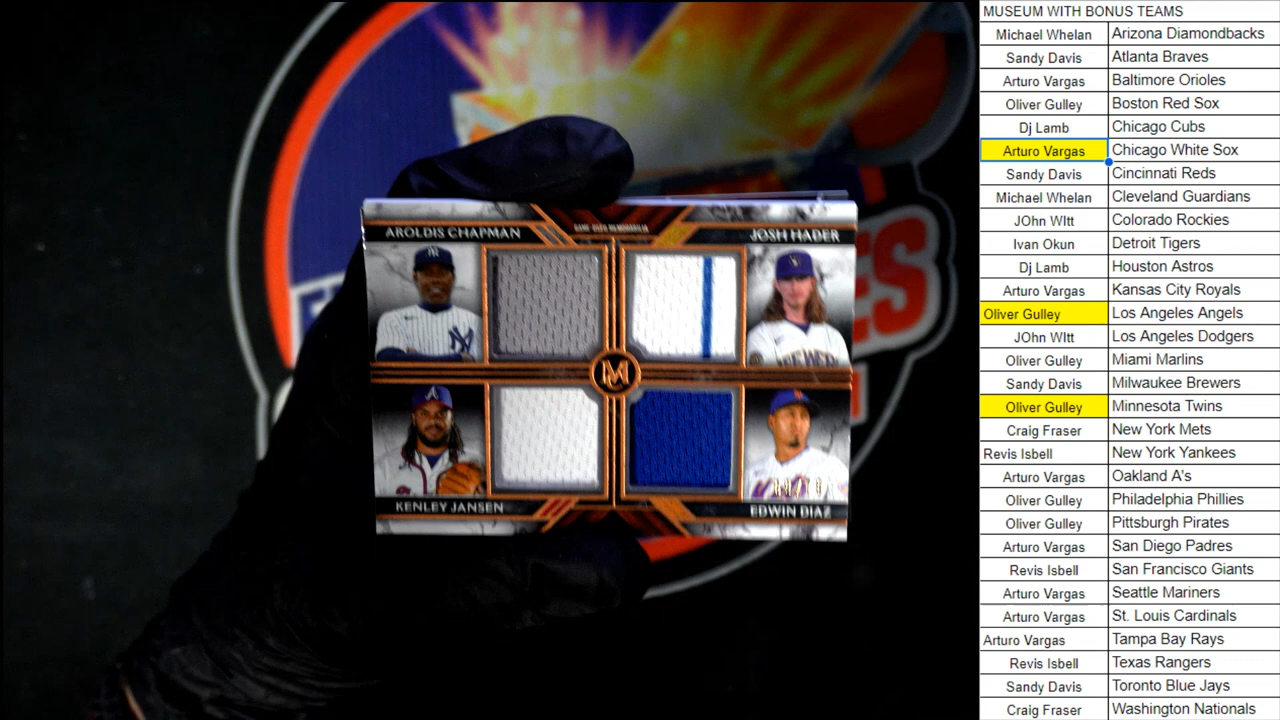 MUSEUM WITH BONUS TEAMS
Michael Whelan Arizona Diamondbacks
Sandy Davis Atlanta Braves
Arturo Vargas Baltimore Orioles
Oliver Gulley Boston Red Sox
Dj Lamb Chicago Cubs
Arturo Vargas Chicago White Sox
Sandy Davis Cincinnati Reds
Michael Whelan Cleveland Guardians
JOhn WItt Colorado Rockies
Ivan Okun Detroit Tigers
Dj Lamb Houston Astros
Arturo Vargas Kansas City Royals
Oliver Gulley Los Angeles Angels
JOhn WItt Los Angeles Dodgers
Oliver Gulley Miami Marlins
Sandy Davis Milwaukee Brewers
Oliver Gulley Minnesota Twins
Craig Fraser New York Mets
Revis Isbell New York Yankees
Arturo Vargas Oakland A's
Oliver Gulley Philadelphia Phillies
Oliver Gulley Pittsburgh Pirates
Arturo Vargas San Diego Padres
Revis Isbell San Francisco Giants
Arturo Vargas Seattle Mariners
Arturo Vargas St. Louis Cardinals
Arturo Vargas Tampa Bay Rays
Revis Isbell Texas Rangers
Sandy Davis Toronto Blue Jays
Craig Fraser Washington Nationals
AROLDIS CHAPMAN
JOSH HADER
M
KENLEY JANSEN
EDWIN DIAZ